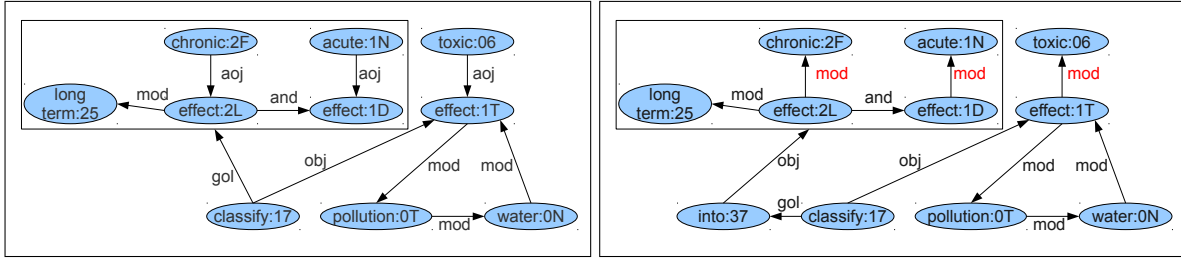 chronic:2F acute:1N toxic:06
aoj aoj aoj
long
term:25
mod effect:2L and effect:1D effect:1T
gol obj mod mod
classify:17 pollution:0T mod water:0N
chronic:2F acute:1N toxic:06
mod mod mod
long
term:25
mod effect:2L and effect:1D effect:1T
obj obj mod mod
into:37 gol classify:17 pollution:0T mod water:0N